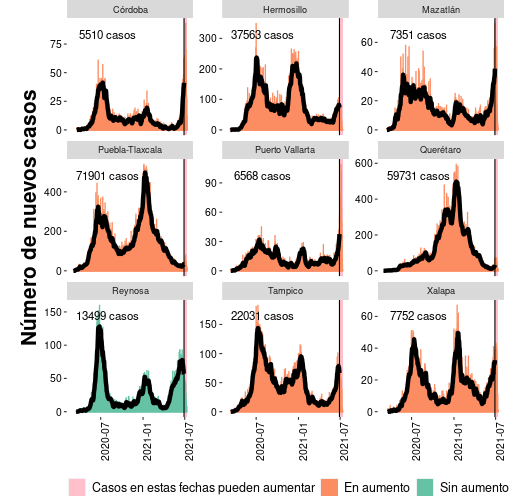 Número de nuevos casos
Córdoba
Hermosillo
Mazatlán
5510 casos
37563 casos
7351 casos
75
50
25
0
300
200
100
0
60
40
20
0
Puebla-Tlaxcala
Puerto Vallarta
Querétaro
71901 casos
6568 casos
59731 casos
400
200
0
90
60
30
0
600
400
200
0
Reynosa
Tampico
Xalapa
13499 casos
22031 casos
7752 casos
150
100
50
0
150
100
50
0
60
40
20
0
2020-07
2021-01
2021-07
2020-07
2021-01
2021-07
2020-07
2021-01
2021-07
Casos en estas fechas pueden aumentar
En aumento
Sin aumento